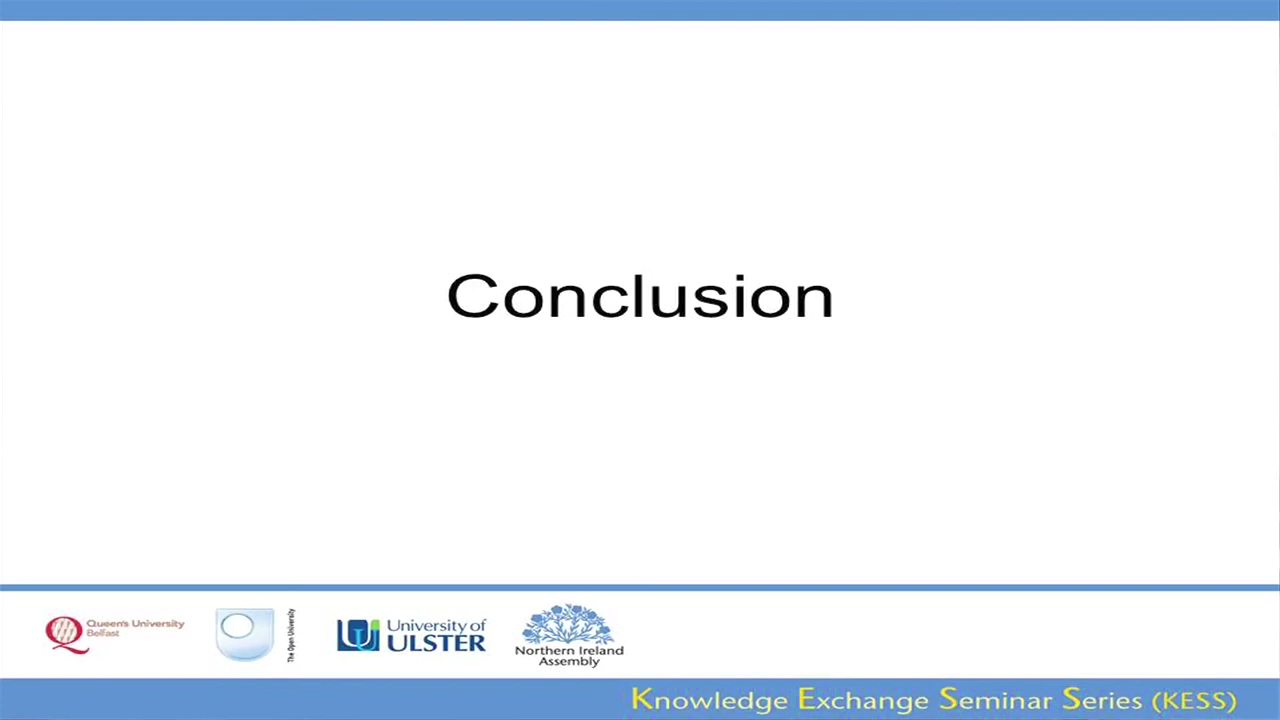 Conclusion
Queen's University
Belfast
The Open University
University of
ULSTER
Northern Ireland
Assembly
Knowledge Exchange Seminar Series (KESS)